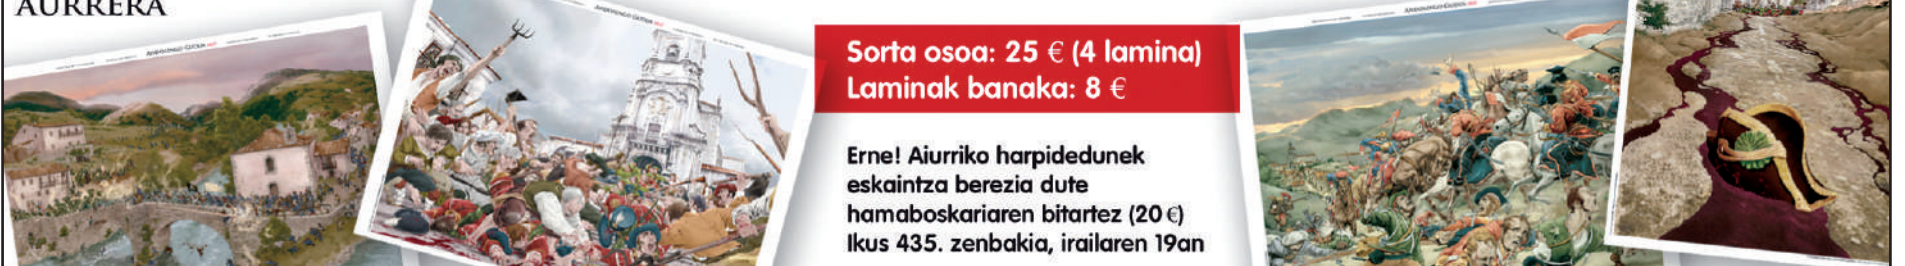 AURRERA
Sorta osoa: 25 € (4 lamina)
Laminak banaka: 8 €
Erne! Aiurriko harpidedunek
eskaintza berezia dute
hamaboskariaren bitartez (20 €)
Ikus 435. zenbakia, irailaren 19an